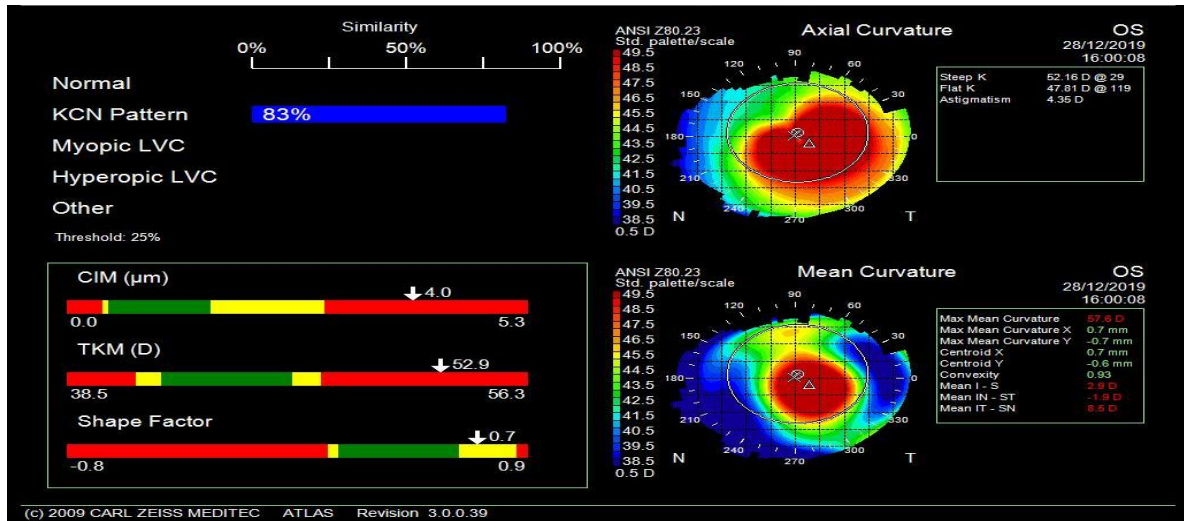 Similarity
0% 50% 100%
Normal
KCN Pattern 83%
Myopic LVC
Hyperopic LVC
Other
Threshold: 25%
CIM (µm)
4.0
0.0 5.3
TKM (D)
52.9
38.5 56.3
Shape Factor
0.7
-0.8 0.9
ANSI Z80.23
Std. palette/scale
Axial Curvature
OS
28/12/2019
16:00:08
49.5
48.5
47.5
46.5
45.5
44.5
43.5
42.5
41.5
40.5
39.5
38.5
0.5 D
90
120 60
150 30
180 0
210 330
240 300
270
N T
Steep K 52.16 D @ 29
Flat K 47.81 D @ 119
Astigmatism 4.35 D
ANSI Z80.23
Std. palette/scale
Mean Curvature
OS
28/12/2019
16:00:08
49.5
48.5
47.5
46.5
45.5
44.5
43.5
42.5
41.5
40.5
39.5
38.5
0.5 D
90
120 60
150 30
180 0
210 330
240 300
270
N T
Max Mean Curvature 57.6 D
Max Mean Curvature X 0.7 mm
Max Mean Curvature Y -0.7 mm
Centroid X 0.7 mm
Centroid Y -0.6 mm
Convexity 0.93
Mean I - S 2.9 D
Mean IN - ST -1.9 D
Mean IT - SN 8.5 D
(c) 2009 CARL ZEISS MEDITEC ATLAS Revision 3.0.0.39